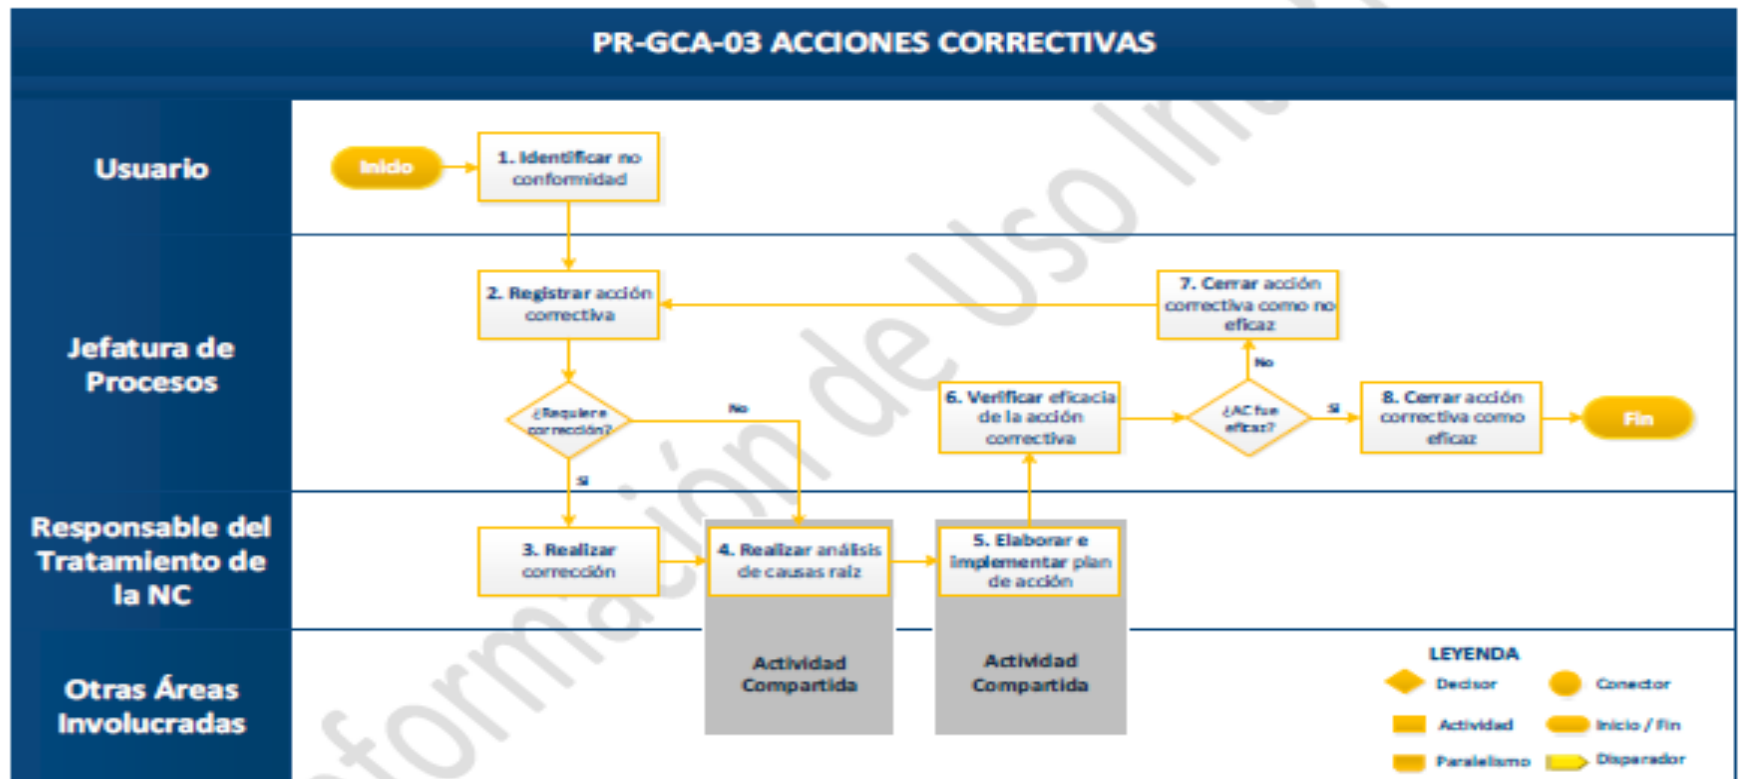 PR-GCA-03 ACCIONES CORRECTIVAS
Usuario
Inicio
1. Identificar no
conformidad
Jefatura de
Procesos
2. Registrar acción
correctiva
7. Cerrar acción
correctiva como no
eficaz
¿Requiere
corrección?
No
Si
6. Verificar eficacia
de la acción
correctiva
¿AC fue
eficaz?
No
Si
8. Cerrar acción
correctiva como
eficaz
Fin
Responsable del
Tratamiento de
la NC
3. Realizar
corrección
4. Realizar análisis
de causas raíz
5. Elaborar e
implementar plan
de acción
Otras Áreas
Involucradas
Actividad
Compartida
Actividad
Compartida
LEYENDA
Decisor
Conector
Actividad
Inicio / Fin
Paralelismo
Disparador
formación de Uso